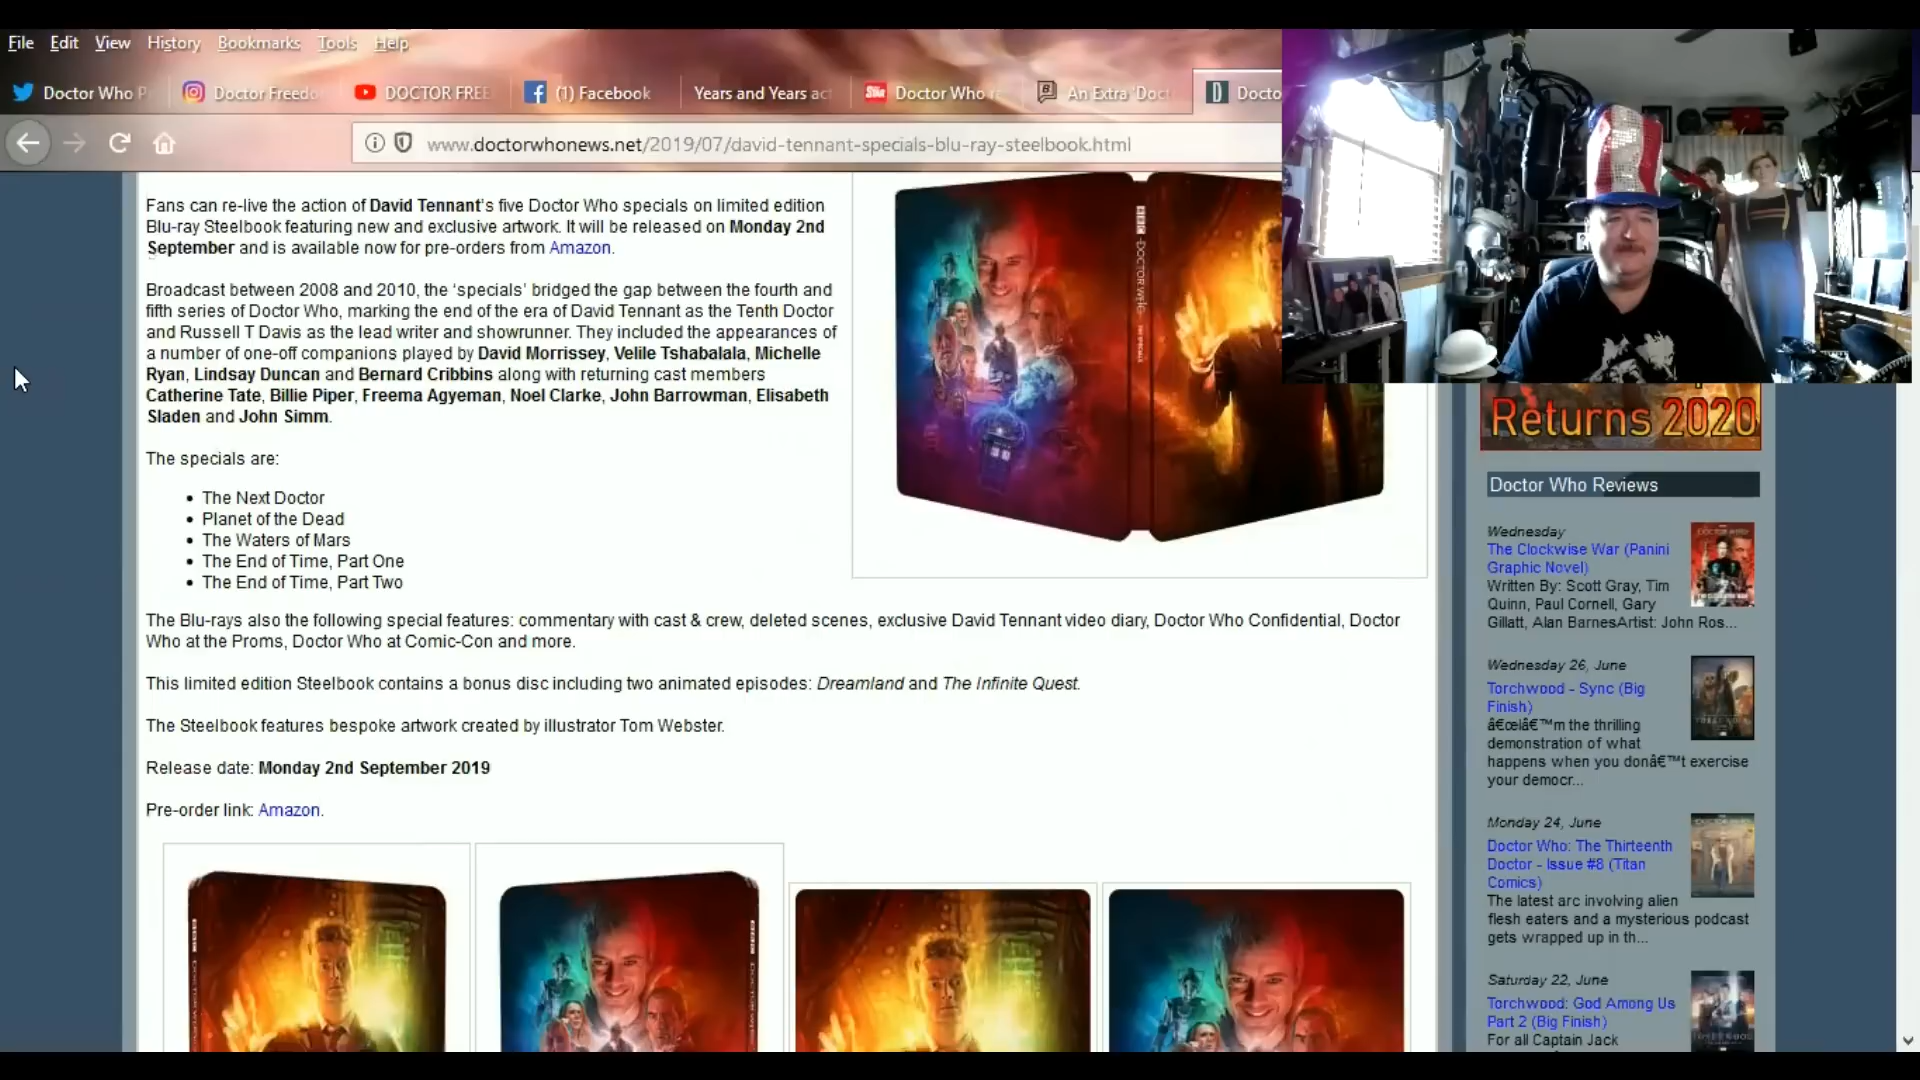 File Edit View History Bookmarks Tools Help
Doctor Who P
Doctor Freedo
DOCTOR FREE
(1) Facebook
Years and Years act
Doctor Who r
An Extra 'Doct
Docto
www.doctorwhonews.net/2019/07/david-tennant-specials-blu-ray-steelbook.html
Fans can re-live the action of David Tennant's five Doctor Who specials on limited edition
Blu-ray Steelbook featuring new and exclusive artwork. It will be released on Monday 2nd
September and is available now for pre-orders from Amazon.
Broadcast between 2008 and 2010, the 'specials' bridged the gap between the fourth and
fifth series of Doctor Who, marking the end of the era of David Tennant as the Tenth Doctor
and Russell T Davis as the lead writer and showrunner. They included the appearances of
a number of one-off companions played by David Morrissey, Velile Tshabalala, Michelle
Ryan, Lindsay Duncan and Bernard Cribbins along with returning cast members
Catherine Tate, Billie Piper, Freema Agyeman, Noel Clarke, John Barrowman, Elisabeth
Sladen and John Simm.
The specials are:
• The Next Doctor
• Planet of the Dead
• The Waters of Mars
• The End of Time, Part One
• The End of Time, Part Two
The Blu-rays also the following special features: commentary with cast & crew, deleted scenes, exclusive David Tennant video diary, Doctor Who Confidential, Doctor
Who at the Proms, Doctor Who at Comic-Con and more.
This limited edition Steelbook contains a bonus disc including two animated episodes: Dreamland and The Infinite Quest.
The Steelbook features bespoke artwork created by illustrator Tom Webster.
Release date: Monday 2nd September 2019
Pre-order link: Amazon.
Returns 2020
Doctor Who Reviews
Wednesday
The Clockwise War (Panini
Graphic Novel)
Written By: Scott Gray, Tim
Quinn, Paul Cornell, Gary
Gillatt, Alan BarnesArtist: John Ros...
Wednesday 26, June
Torchwood - Sync (Big
Finish)
â€œIâ€™m the thrilling
demonstration of what
happens when you donâ€™t exercise
your democr...
Monday 24, June
Doctor Who: The Thirteenth
Doctor - Issue #8 (Titan
Comics)
The latest arc involving alien
flesh eaters and a mysterious podcast
gets wrapped up in th...
Saturday 22, June
Torchwood: God Among Us
Part 2 (Big Finish)
For all Captain Jack